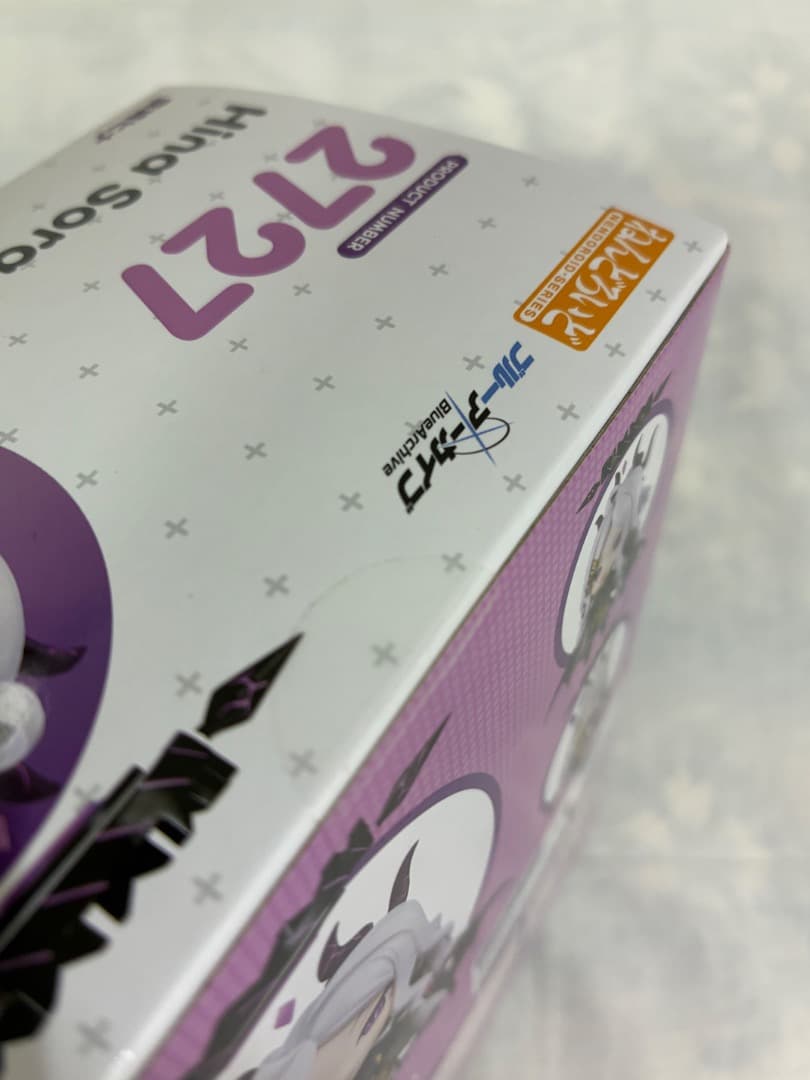 ねんどろいど
NENDOROID·SERIES
PRODUCT NUMBER
2721
Hina Sora
ブルーアーカイブ
BlueArchive